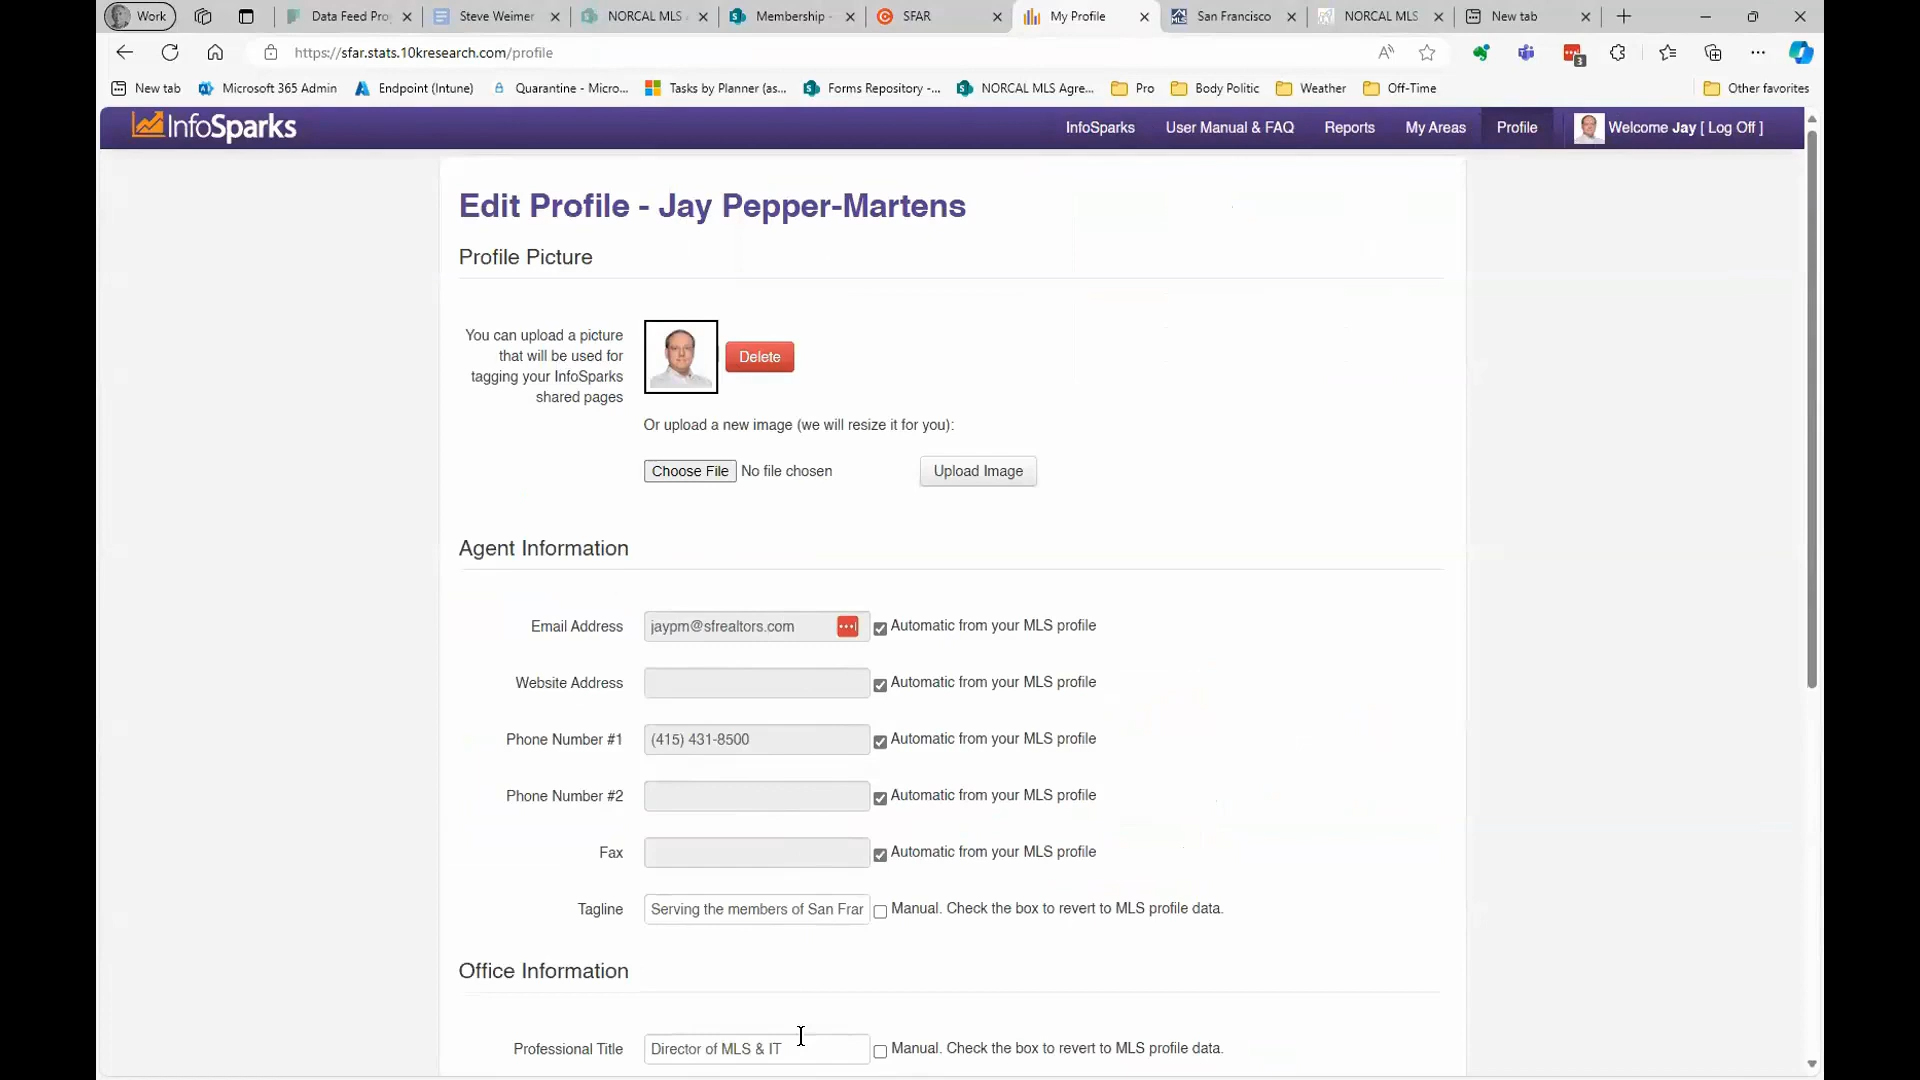 Work
Data Feed Pro
Steve Weimer
NORCAL MLS
Membership -
SFAR
My Profile
San Francisco
NORCAL MLS
New tab
https://sfar.stats.10kresearch.com/profile
3
New tab
Microsoft 365 Admin
Endpoint (Intune)
Quarantine - Micro...
Tasks by Planner (as...
Forms Repository -...
NORCAL MLS Agre...
Pro
Body Politic
Weather
Off-Time
Other favorites
InfoSparks
InfoSparks
User Manual & FAQ
Reports
My Areas
Profile
Welcome Jay [ Log Off ]
Edit Profile - Jay Pepper-Martens
Profile Picture
You can upload a picture
that will be used for
tagging your InfoSparks
shared pages
Delete
Or upload a new image (we will resize it for you):
Choose File No file chosen
Upload Image
Agent Information
Email Address
jaypm@sfrealtors.com
Automatic from your MLS profile
Website Address
Automatic from your MLS profile
Phone Number #1
(415) 431-8500
Automatic from your MLS profile
Phone Number #2
Automatic from your MLS profile
Fax
Automatic from your MLS profile
Tagline
Serving the members of San Fran
Manual. Check the box to revert to MLS profile data.
Office Information
Professional Title
Director of MLS & IT
Manual. Check the box to revert to MLS profile data.